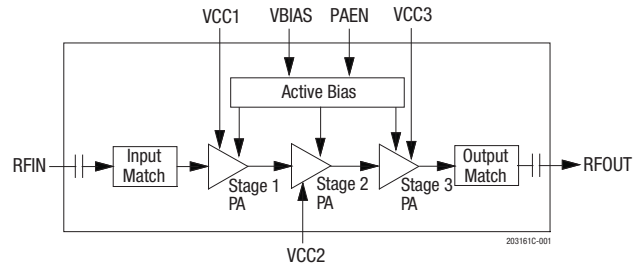 VCC1
VBIAS
PAEN
VCC3
Active Bias
RFIN
Input
Match
Stage 1
PA
Stage 2
PA
Stage 3
PA
Output
Match
RFOUT
VCC2
203161C-001